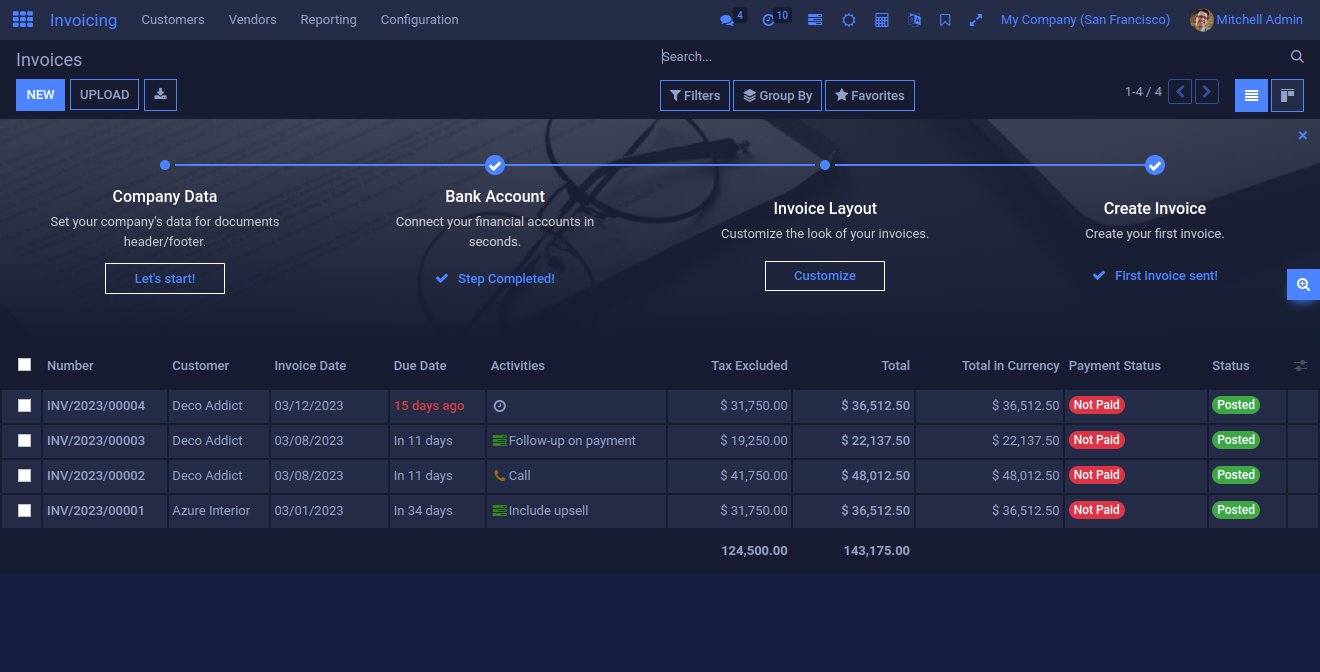 Invoicing Customers Vendors Reporting Configuration 4 10 My Company (San Francisco) Mitchell Admin
Invoices
Search...
NEW UPLOAD
Filters Group By Favorites
1-4 / 4
Company Data
Set your company's data for documents
header/footer.
Let's start!
Bank Account
Connect your financial accounts in
seconds.
Step Completed!
Invoice Layout
Customize the look of your invoices.
Customize
Create Invoice
Create your first invoice.
First invoice sent!
Number Customer Invoice Date Due Date Activities Tax Excluded Total Total in Currency Payment Status Status
INV/2023/00004 Deco Addict 03/12/2023 15 days ago $ 31,750.00 $ 36,512.50 $ 36,512.50 Not Paid Posted
INV/2023/00003 Deco Addict 03/08/2023 In 11 days Follow-up on payment $ 19,250.00 $ 22,137.50 $ 22,137.50 Not Paid Posted
INV/2023/00002 Deco Addict 03/08/2023 In 11 days Call $ 41,750.00 $ 48,012.50 $ 48,012.50 Not Paid Posted
INV/2023/00001 Azure Interior 03/01/2023 In 34 days Include upsell $ 31,750.00 $ 36,512.50 $ 36,512.50 Not Paid Posted
124,500.00 143,175.00